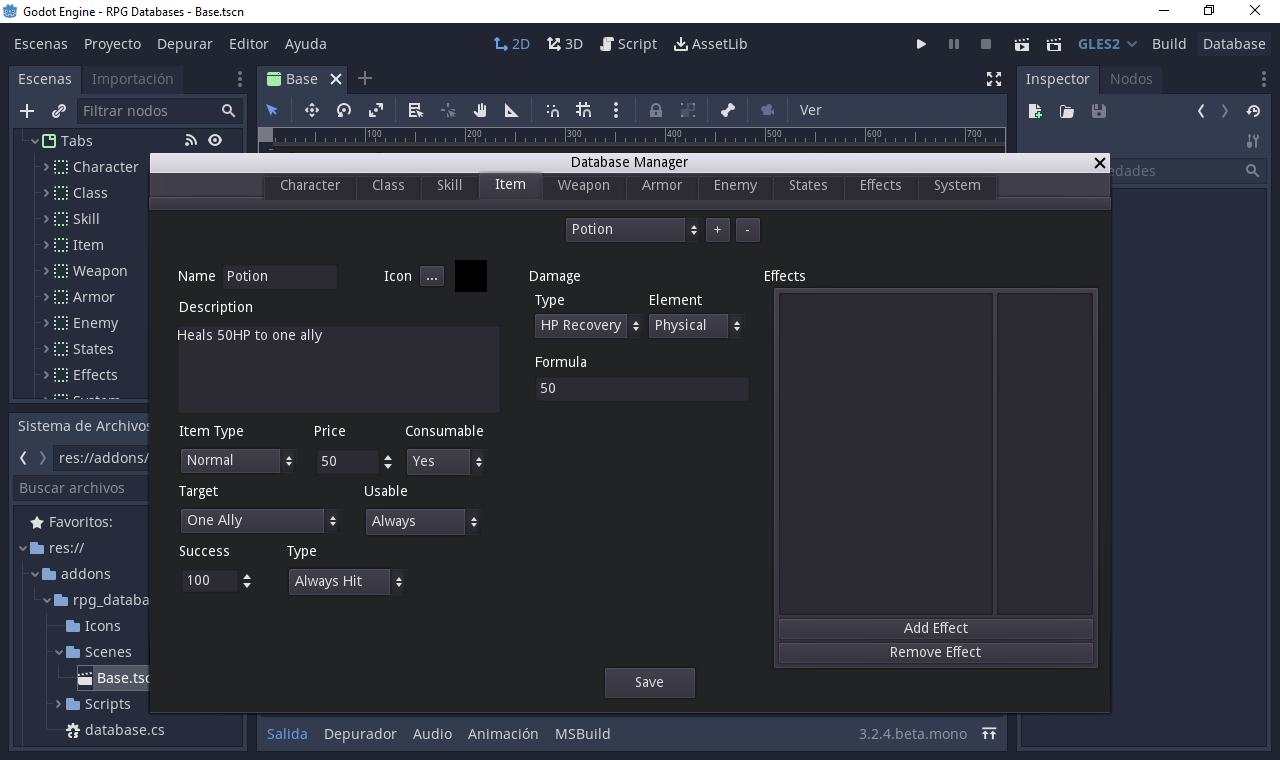 Godot Engine - RPG Databases - Base.tscn
Escenas Proyecto Depurar Editor Ayuda 2D 3D Script AssetLib GLES2 Build Database
Escenas Importación Base Inspector Nodos
Filtrar nodos Ver
100 200 300 400 500 600 700
Tabs
Character
Class
Skill
Item
Weapon
Armor
Enemy
States
Effects
Sistema de Archivos
res://addons/
Buscar archivos
Favoritos:
res://
addons
rpg_databa
Icons
Scenes
Base.tsc
Scripts
database.cs
Database Manager
Character Class Skill Item Weapon Armor Enemy States Effects System
Potion + -
Name Potion Icon ... Damage Effects
Description Type Element
Heals 50HP to one ally HP Recovery Physical
Formula
50
Item Type Price Consumable
Normal 50 Yes
Target Usable
One Ally Always
Success Type
100 Always Hit
Add Effect
Remove Effect
Save
edades
Salida Depurador Audio Animación MSBuild 3.2.4.beta.mono